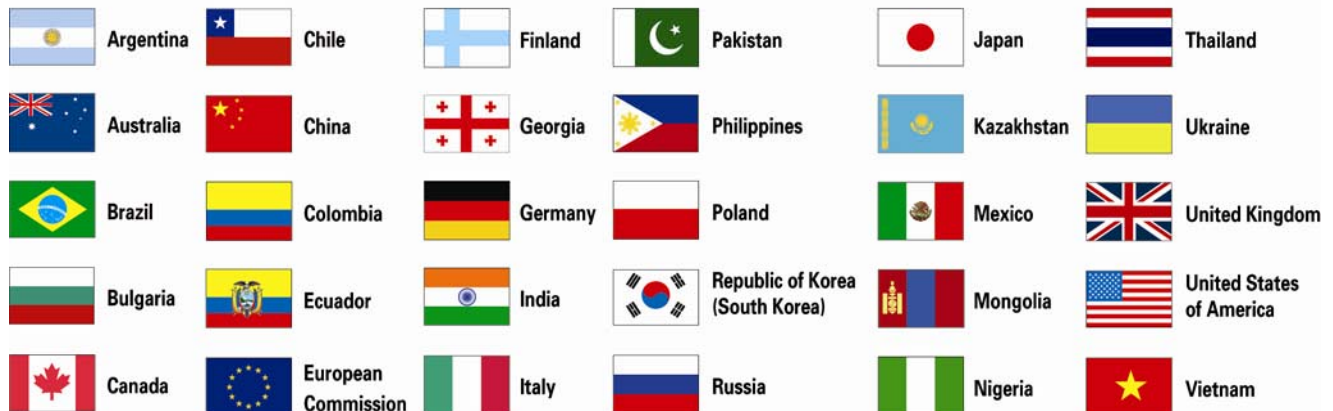 Argentina
Chile
Finland
Pakistan
Japan
Thailand
Australia
China
Georgia
Philippines
Kazakhstan
Ukraine
Brazil
Colombia
Germany
Poland
Mexico
United Kingdom
Bulgaria
Ecuador
India
Republic of Korea
(South Korea)
Mongolia
United States
of America
Canada
European
Commission
Italy
Russia
Nigeria
Vietnam